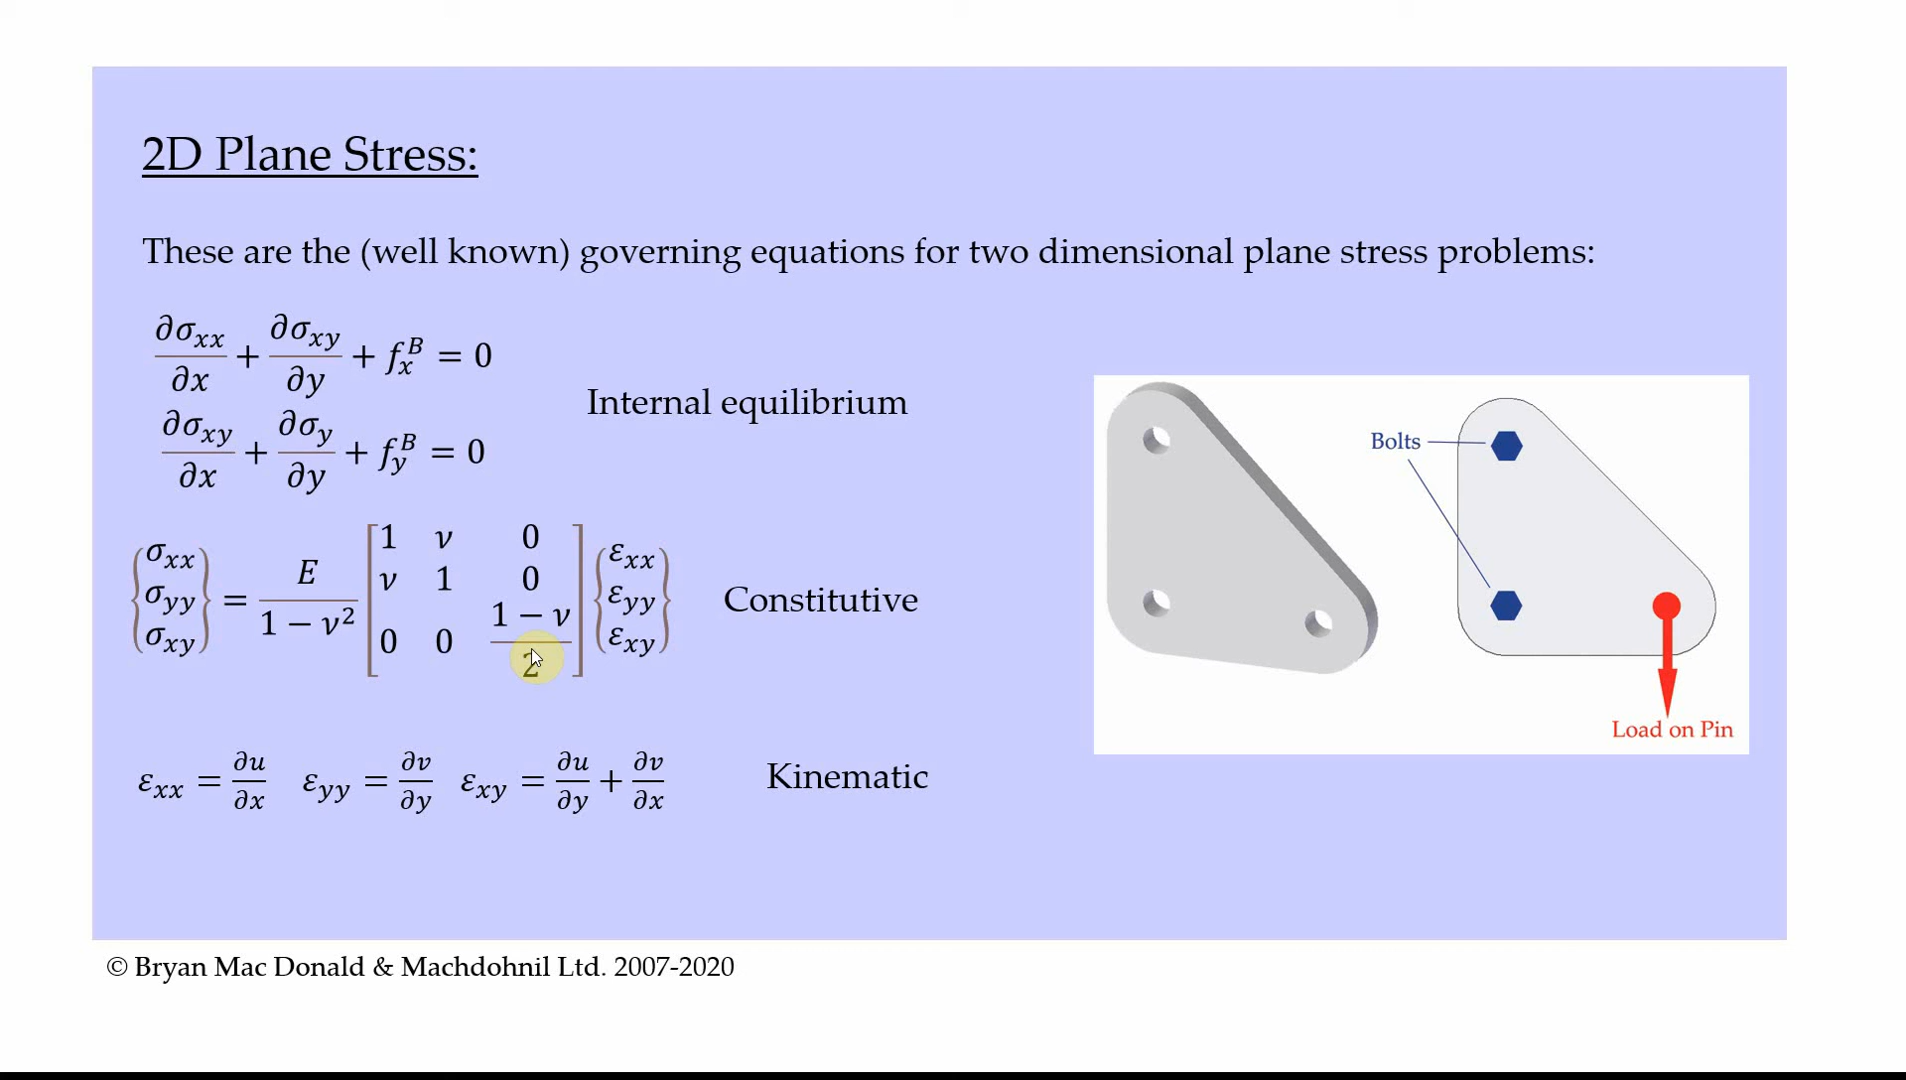 2D Plane Stress:
These are the (well known) governing equations for two dimensional plane stress problems:
∂σxx/∂x + ∂σxy/∂y + fxᴮ = 0
∂σxy/∂x + ∂σy/∂y + fyᴮ = 0
Internal equilibrium
{σxx σyy σxy} = E/(1 − ν²) [1 ν 0; ν 1 0; 0 0 (1 − ν)/2] {εxx εyy εxy}
Constitutive
εxx = ∂u/∂x εyy = ∂v/∂y εxy = ∂u/∂y + ∂v/∂x
Kinematic
Bolts
Load on Pin
© Bryan Mac Donald & Machdohnil Ltd. 2007-2020